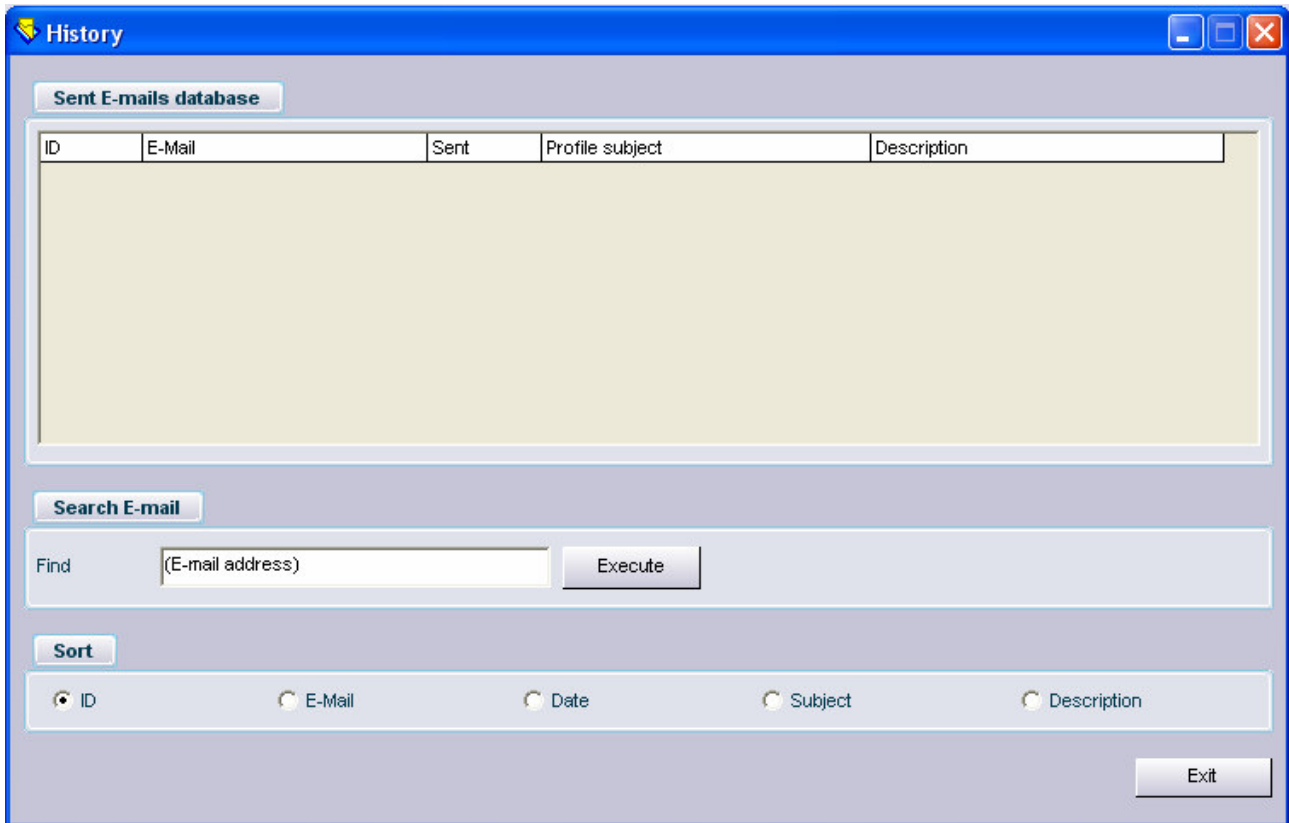 History
Sent E-mails database
ID E-Mail Sent Profile subject Description
Search E-mail
Find (E-mail address) Execute
Sort
ID E-Mail Date Subject Description
Exit